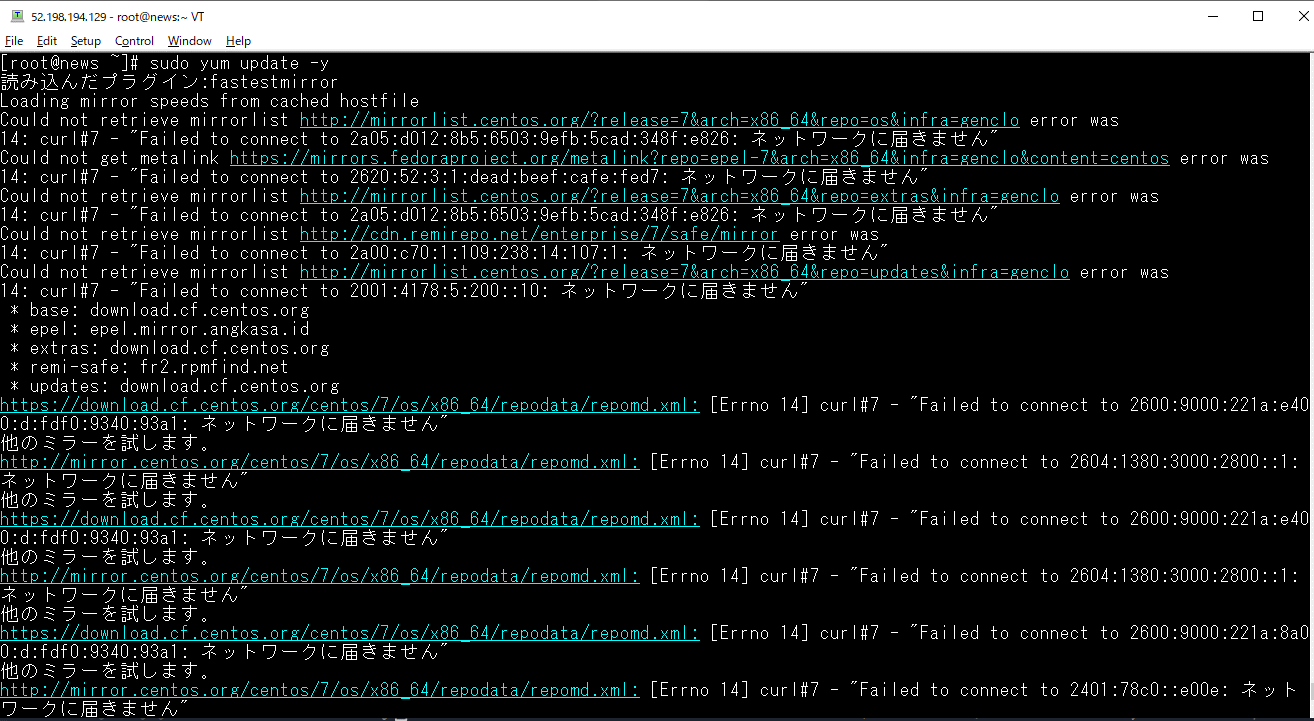 52.198.194.129 - root@news:~ VT
File Edit Setup Control Window Help
[root@news ~]# sudo yum update -y
読み込んだプラグイン:fastestmirror
Loading mirror speeds from cached hostfile
Could not retrieve mirrorlist http://mirrorlist.centos.org/?release=7&arch=x86_64&repo=os&infra=genclo error was
14: curl#7 - "Failed to connect to 2a05:d012:8b5:6503:9efb:5cad:348f:e826: ネットワークに届きません"
Could not get metalink https://mirrors.fedoraproject.org/metalink?repo=epel-7&arch=x86_64&infra=genclo&content=centos error was
14: curl#7 - "Failed to connect to 2620:52:3:1:dead:beef:cafe:fed7: ネットワークに届きません"
Could not retrieve mirrorlist http://mirrorlist.centos.org/?release=7&arch=x86_64&repo=extras&infra=genclo error was
14: curl#7 - "Failed to connect to 2a05:d012:8b5:6503:9efb:5cad:348f:e826: ネットワークに届きません"
Could not retrieve mirrorlist http://cdn.remirepo.net/enterprise/7/safe/mirror error was
14: curl#7 - "Failed to connect to 2a00:c70:1:109:238:14:107:1: ネットワークに届きません"
Could not retrieve mirrorlist http://mirrorlist.centos.org/?release=7&arch=x86_64&repo=updates&infra=genclo error was
14: curl#7 - "Failed to connect to 2001:4178:5:200::10: ネットワークに届きません"
* base: download.cf.centos.org
* epel: epel.mirror.angkasa.id
* extras: download.cf.centos.org
* remi-safe: fr2.rpmfind.net
* updates: download.cf.centos.org
https://download.cf.centos.org/centos/7/os/x86_64/repodata/repomd.xml: [Errno 14] curl#7 - "Failed to connect to 2600:9000:221a:e40
0:d:fdf0:9340:93a1: ネットワークに届きません"
他のミラーを試します。
http://mirror.centos.org/centos/7/os/x86_64/repodata/repomd.xml: [Errno 14] curl#7 - "Failed to connect to 2604:1380:3000:2800::1:
ネットワークに届きません"
他のミラーを試します。
https://download.cf.centos.org/centos/7/os/x86_64/repodata/repomd.xml: [Errno 14] curl#7 - "Failed to connect to 2600:9000:221a:e40
0:d:fdf0:9340:93a1: ネットワークに届きません"
他のミラーを試します。
http://mirror.centos.org/centos/7/os/x86_64/repodata/repomd.xml: [Errno 14] curl#7 - "Failed to connect to 2604:1380:3000:2800::1:
ネットワークに届きません"
他のミラーを試します。
https://download.cf.centos.org/centos/7/os/x86_64/repodata/repomd.xml: [Errno 14] curl#7 - "Failed to connect to 2600:9000:221a:8a0
0:d:fdf0:9340:93a1: ネットワークに届きません"
他のミラーを試します。
http://mirror.centos.org/centos/7/os/x86_64/repodata/repomd.xml: [Errno 14] curl#7 - "Failed to connect to 2401:78c0::e00e: ネット
ワークに届きません"